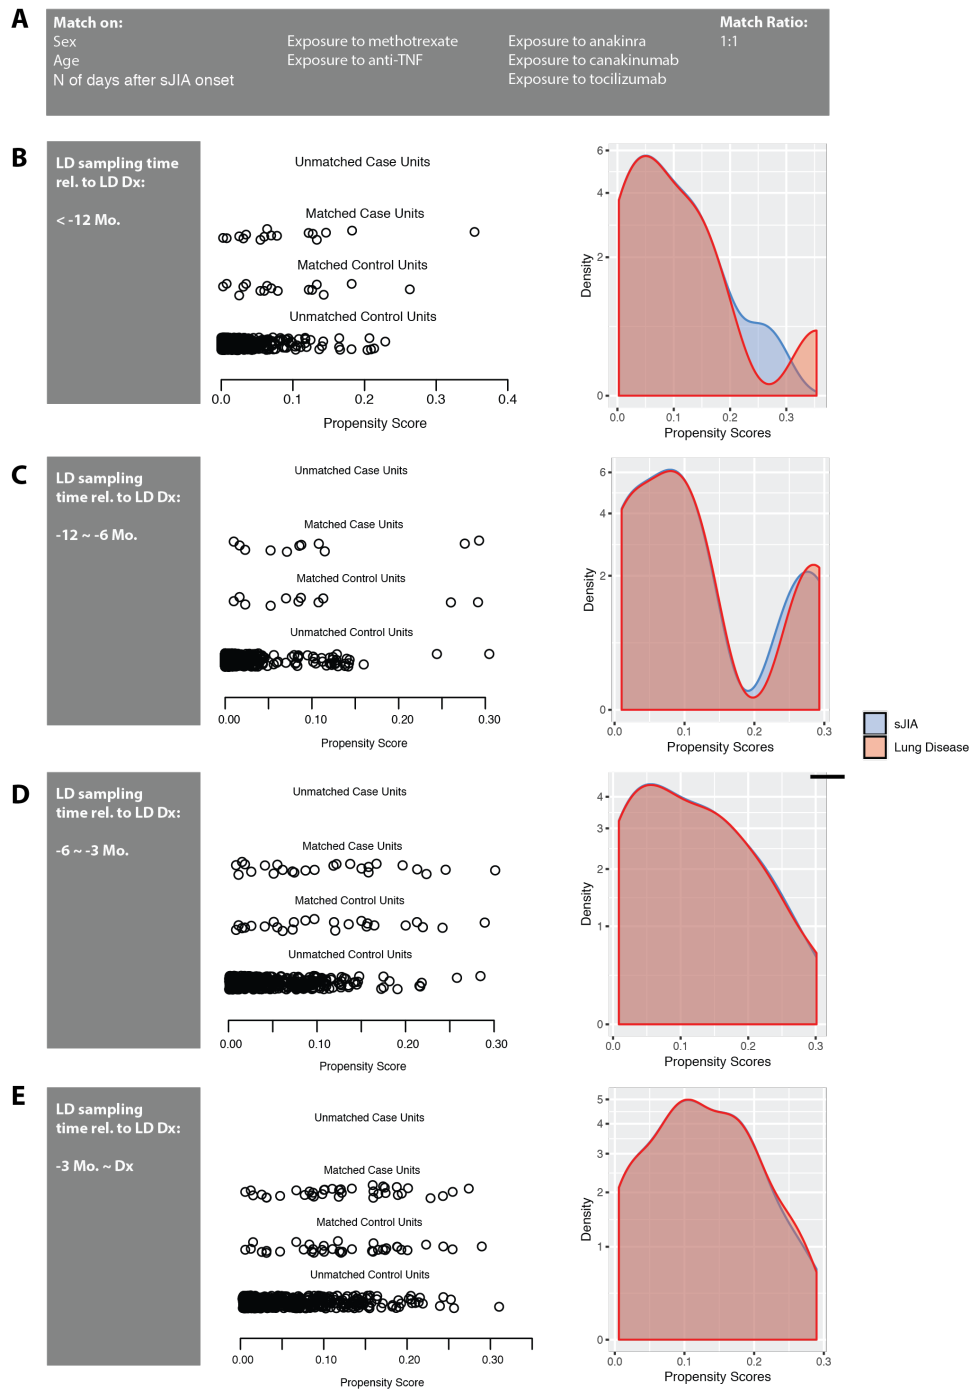 A
Match on:
Sex
Age
N of days after sJIA onset
Exposure to methotrexate
Exposure to anti-TNF
Exposure to anakinra
Exposure to canakinumab
Exposure to tocilizumab
Match Ratio:
1:1
B
LD sampling time
rel. to LD Dx:
< -12 Mo.
Unmatched Case Units
Matched Case Units
Matched Control Units
Unmatched Control Units
0.0 0.1 0.2 0.3 0.4
Propensity Score
6
4
2
0
Density
0.0 0.1 0.2 0.3
Propensity Scores
C
LD sampling
time rel. to LD Dx:
-12 ~ -6 Mo.
Unmatched Case Units
Matched Case Units
Matched Control Units
Unmatched Control Units
0.00 0.10 0.20 0.30
Propensity Score
6
4
2
0
Density
0.0 0.1 0.2 0.3
Propensity Scores
sJIA
Lung Disease
D
LD sampling
time rel. to LD Dx:
-6 ~ -3 Mo.
Unmatched Case Units
Matched Case Units
Matched Control Units
Unmatched Control Units
0.00 0.10 0.20 0.30
Propensity Score
4
3
2
1
0
Density
0.0 0.1 0.2 0.3
Propensity Scores
E
LD sampling
time rel. to LD Dx:
-3 Mo. ~ Dx
Unmatched Case Units
Matched Case Units
Matched Control Units
Unmatched Control Units
0.00 0.10 0.20 0.30
Propensity Score
5
4
3
2
1
0
Density
0.0 0.1 0.2 0.3
Propensity Scores